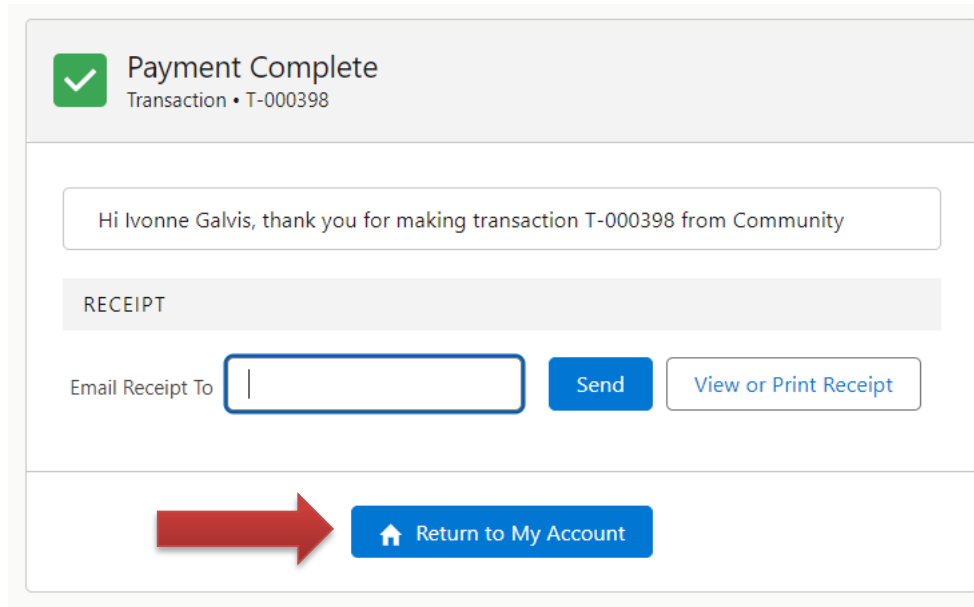 Payment Complete
Transaction • T-000398
Hi Ivonne Galvis, thank you for making transaction T-000398 from Community
RECEIPT
Email Receipt To Send View or Print Receipt
Return to My Account